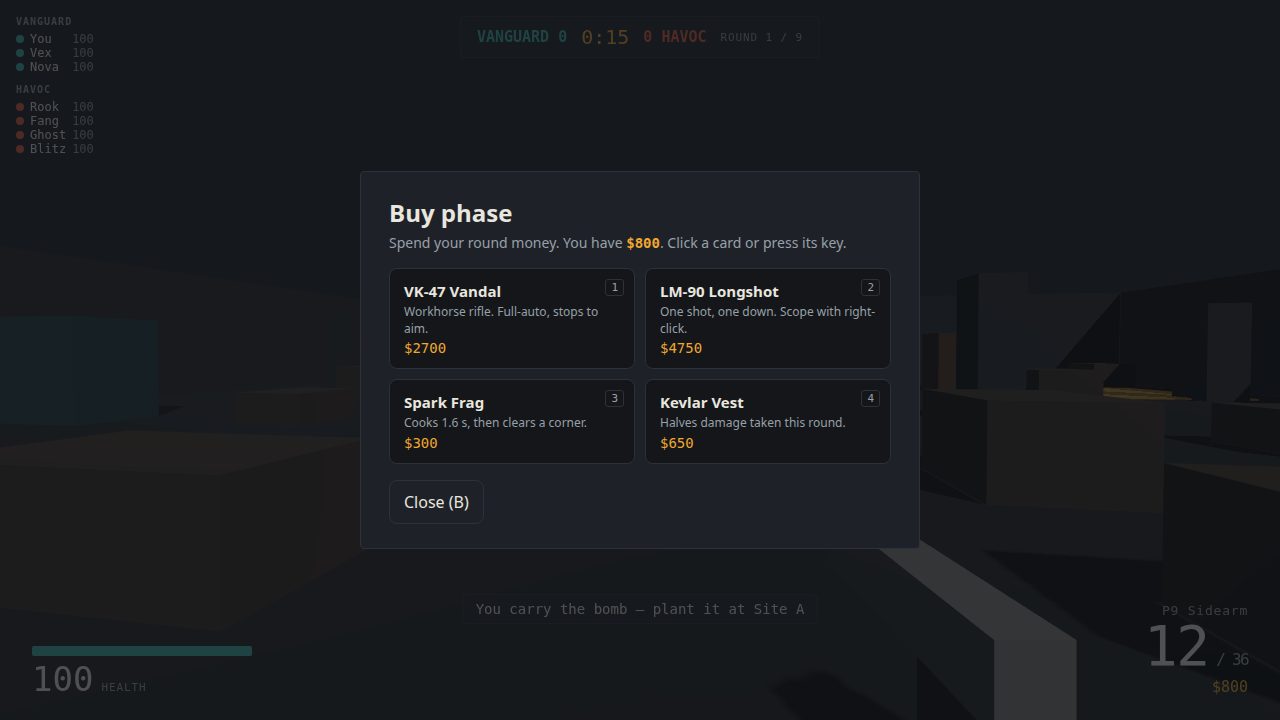 VANGUARD
You 100
Vex 100
Nova 100
HAVOC
Rook 100
Fang 100
Ghost 100
Blitz 100
VANGUARD 0 0:15 0 HAVOC ROUND 1 / 9
Buy phase
Spend your round money. You have $800. Click a card or press its key.
VK-47 Vandal 1
Workhorse rifle. Full-auto, stops to
aim.
$2700
LM-90 Longshot 2
One shot, one down. Scope with right-
click.
$4750
Spark Frag 3
Cooks 1.6 s, then clears a corner.
$300
Kevlar Vest 4
Halves damage taken this round.
$650
Close (B)
You carry the bomb — plant it at Site A
100 HEALTH
P9 Sidearm
12 / 36
$800